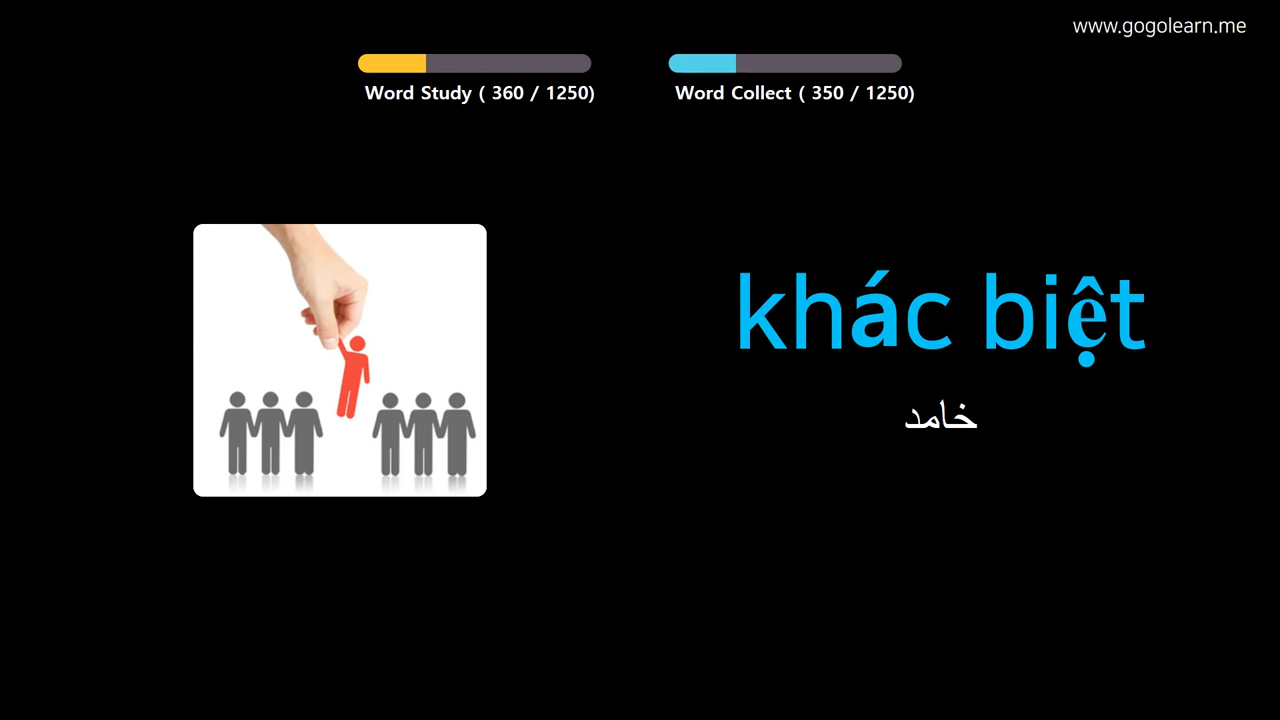 www.gogolearn.me
Word Study ( 360 / 1250)
Word Collect ( 350 / 1250)
khác biệt
خامد